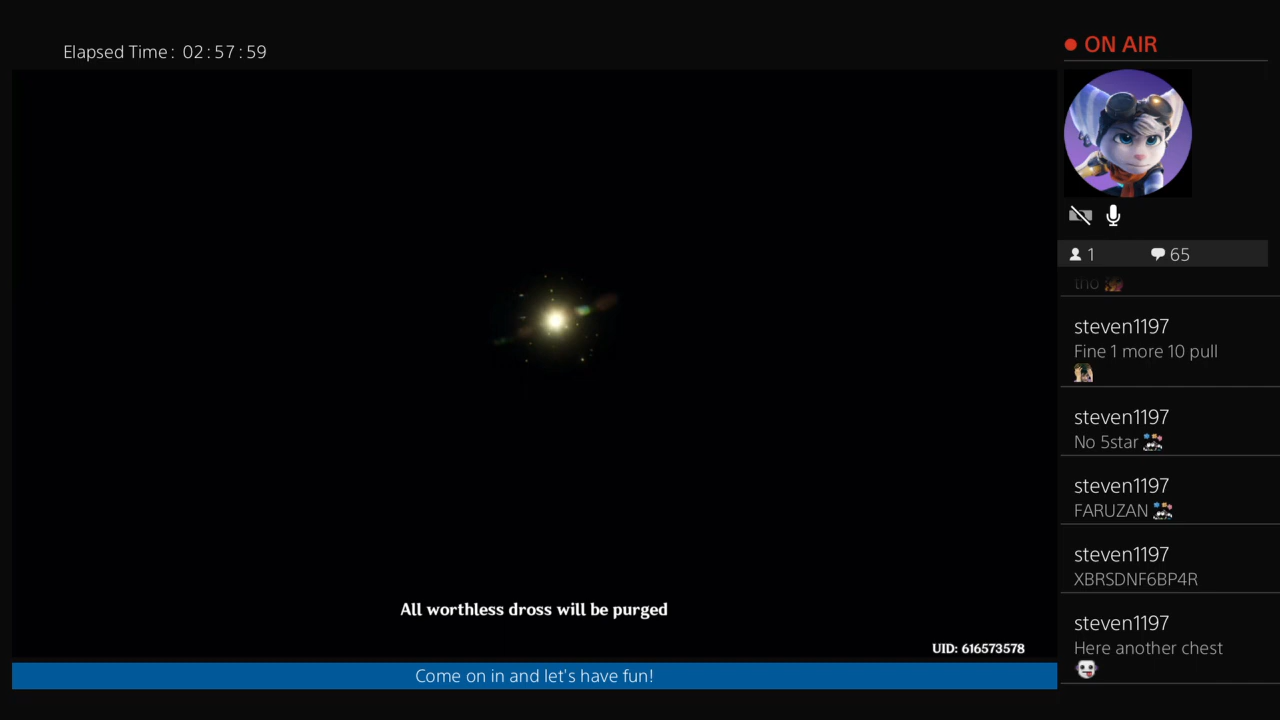 Elapsed Time: 02:57:59
ON AIR
1
65
tho
steven1197
Fine 1 more 10 pull
steven1197
No 5star
steven1197
FARUZAN
steven1197
XBRSDNF6BP4R
steven1197
Here another chest
All worthless dross will be purged
UID: 616573578
Come on in and let's have fun!